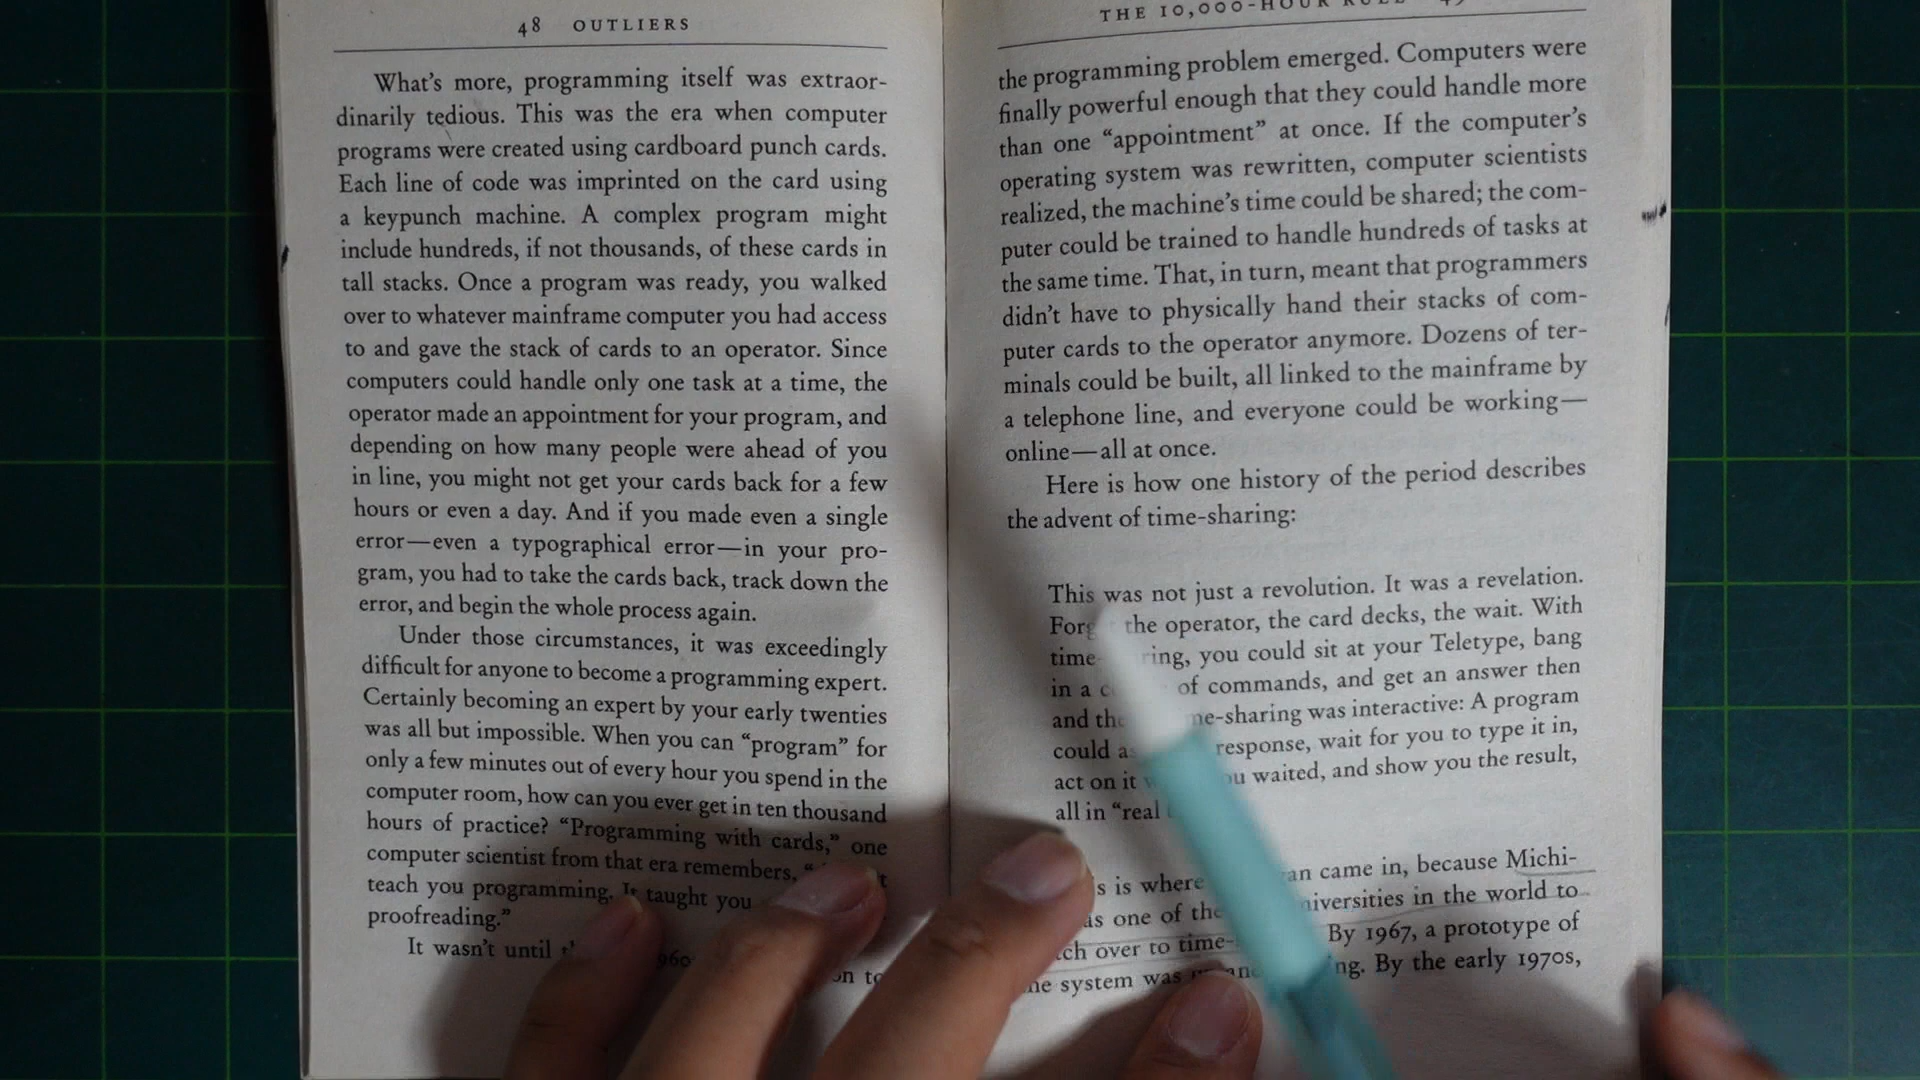 48 OUTLIERS
What's more, programming itself was extraor-
dinarily tedious. This was the era when computer
programs were created using cardboard punch cards.
Each line of code was imprinted on the card using
a keypunch machine. A complex program might
include hundreds, if not thousands, of these cards in
tall stacks. Once a program was ready, you walked
over to whatever mainframe computer you had access
to and gave the stack of cards to an operator. Since
computers could handle only one task at a time, the
operator made an appointment for your program, and
depending on how many people were ahead of you
in line, you might not get your cards back for a few
hours or even a day. And if you made even a single
error—even a typographical error—in your pro-
gram, you had to take the cards back, track down the
error, and begin the whole process again.
Under those circumstances, it was exceedingly
difficult for anyone to become a programming expert.
Certainly becoming an expert by your early twenties
was all but impossible. When you can "program" for
only a few minutes out of every hour you spend in the
computer room, how can you ever get in ten thousand
hours of practice? "Programming with cards," one
computer scientist from that era remembers, "
teach you programming. It taught you
proofreading."
It wasn't until
THE 10,000-HOUR RULE
the programming problem emerged. Computers were
finally powerful enough that they could handle more
than one "appointment" at once. If the computer's
operating system was rewritten, computer scientists
realized, the machine's time could be shared; the com-
puter could be trained to handle hundreds of tasks at
the same time. That, in turn, meant that programmers
didn't have to physically hand their stacks of com-
puter cards to the operator anymore. Dozens of ter-
minals could be built, all linked to the mainframe by
a telephone line, and everyone could be working—
online—all at once.
Here is how one history of the period describes
the advent of time-sharing:
This was not just a revolution. It was a revelation.
the operator, the card decks, the wait. With
you could sit at your Teletype, bang
in a of commands, and get an answer then
and was interactive: A program
could response, wait for you to type it in,
act on it waited, and show you the result,
all in "real
is where came in, because Michi-
one of the universities in the world to
over to By 1967, a prototype of
system was By the early 1970s,